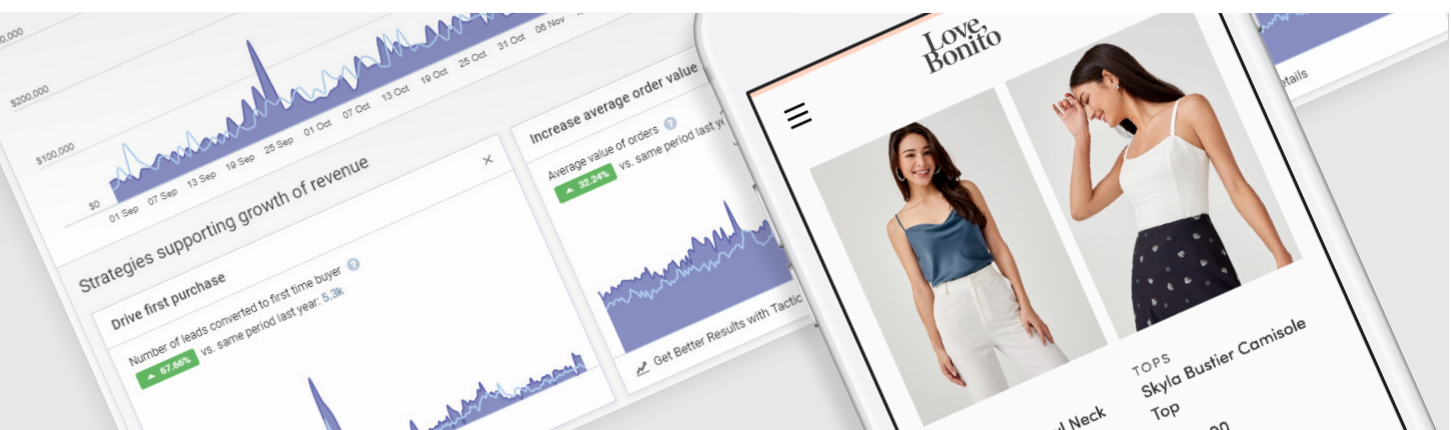 $200,000
$100,000
$0
01 Sep
07 Sep
13 Sep
19 Sep
25 Sep
01 Oct
07 Oct
13 Oct
19 Oct
25 Oct
31 Oct
06 Nov
Strategies supporting growth of revenue
Drive first purchase
Number of leads converted to first time buyer
67.66% vs. same period last year: 5.3k
Increase average order value
Average value of orders
32.24% vs. same period last
Get Better Results with Tactic
Love,
Bonito
Neck
TOPS
Skyla Bustier Camisole
Top